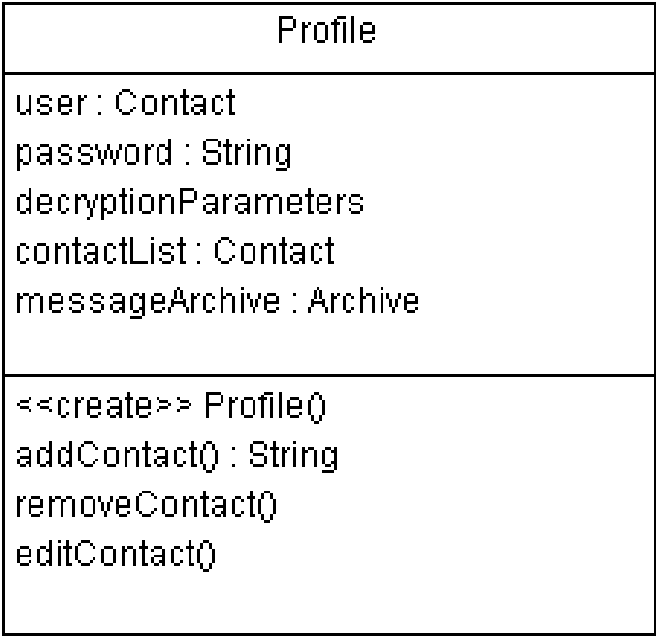 Profile
user : Contact
password : String
decryptionParameters
contactList : Contact
messageArchive : Archive
<<create>> Profile()
addContact() : String
removeContact()
editContact()